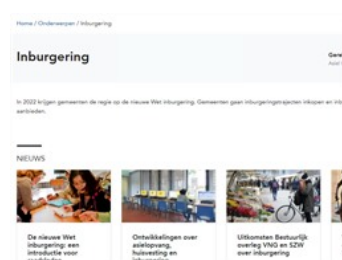 Home / Onderwerpen / Inburgering
Inburgering
In 2022 krijgen gemeenten de regie op de nieuwe Wet inburgering. Gemeenten gaan inburgeringstrajecten inkopen en
aanbieden.
NIEUWS
De nieuwe Wet
inburgering: een
introductie voor
Ontwikkelingen over
asielopvang,
huisvesting en
Uitkomsten Bestuurlijk
overleg VNG en SZW
over inburgering